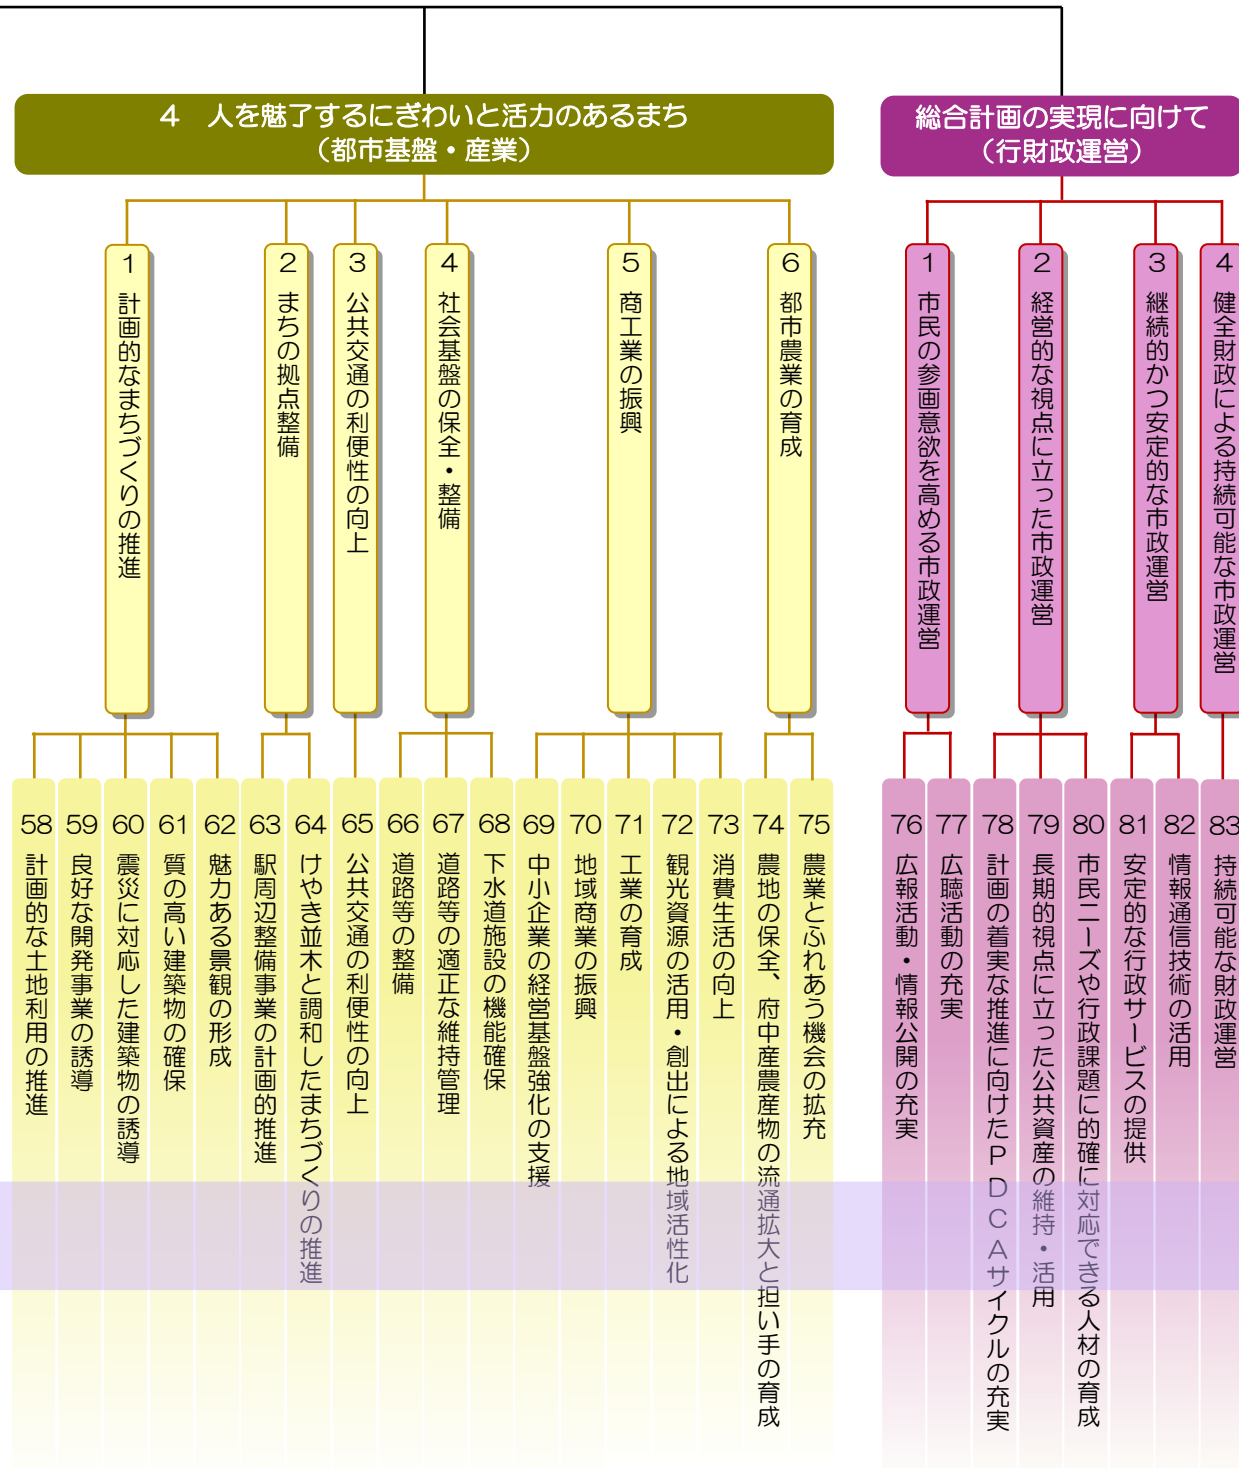 4　人を魅了するにぎわいと活力のあるまち
（都市基盤・産業）
総合計画の実現に向けて
（行財政運営）
1　計画的なまちづくりの推進
2　まちの拠点整備
3　公共交通の利便性の向上
4　社会基盤の保全・整備
5　商工業の振興
6　都市農業の育成
1　市民の参画意欲を高める市政運営
2　経営的な視点に立った市政運営
3　継続的かつ安定的な市政運営
4　健全財政による持続可能な市政運営
58　計画的な土地利用の推進
59　良好な開発事業の誘導
60　震災に対応した建築物の誘導
61　質の高い建築物の確保
62　魅力ある景観の形成
63　駅周辺整備事業の計画的推進
64　けやき並木と調和したまちづくりの推進
65　公共交通の利便性の向上
66　道路等の整備
67　道路等の適正な維持管理
68　下水道施設の機能確保
69　中小企業の経営基盤強化の支援
70　地域商業の振興
71　工業の育成
72　観光資源の活用・創出による地域活性化
73　消費生活の向上
74　農地の保全、府中産農産物の流通拡大と担い手の育成
75　農業とふれあう機会の拡充
76　広報活動・情報公開の充実
77　広聴活動の充実
78　計画の着実な推進に向けたＰＤＣＡサイクルの充実
79　長期的視点に立った公共資産の維持・活用
80　市民ニーズや行政課題に的確に対応できる人材の育成
81　安定的な行政サービスの提供
82　情報通信技術の活用
83　持続可能な財政運営